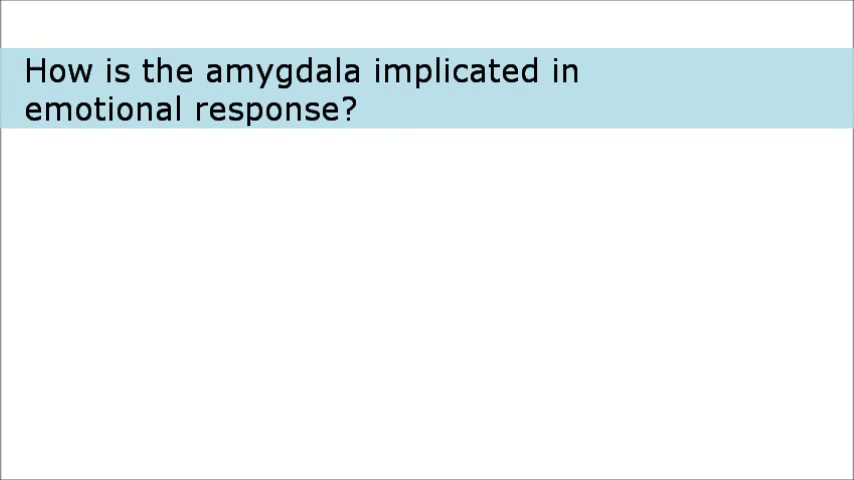 How is the amygdala implicated in
emotional response?